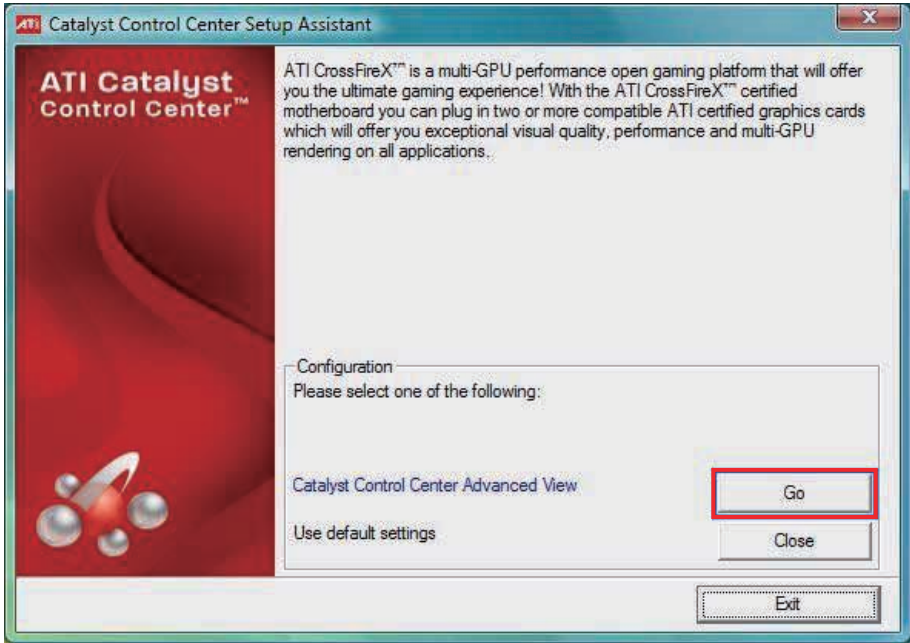 ATI Catalyst Control Center Setup Assistant
X
ATI Catalyst
Control Center™
ATI CrossFireX™ is a multi-GPU performance open gaming platform that will offer
you the ultimate gaming experience! With the ATI CrossFireX™ certified
motherboard you can plug in two or more compatible ATI certified graphics cards
which will offer you exceptional visual quality, performance and multi-GPU
rendering on all applications.
Configuration
Please select one of the following:
Catalyst Control Center Advanced View
Go
Use default settings
Close
Exit